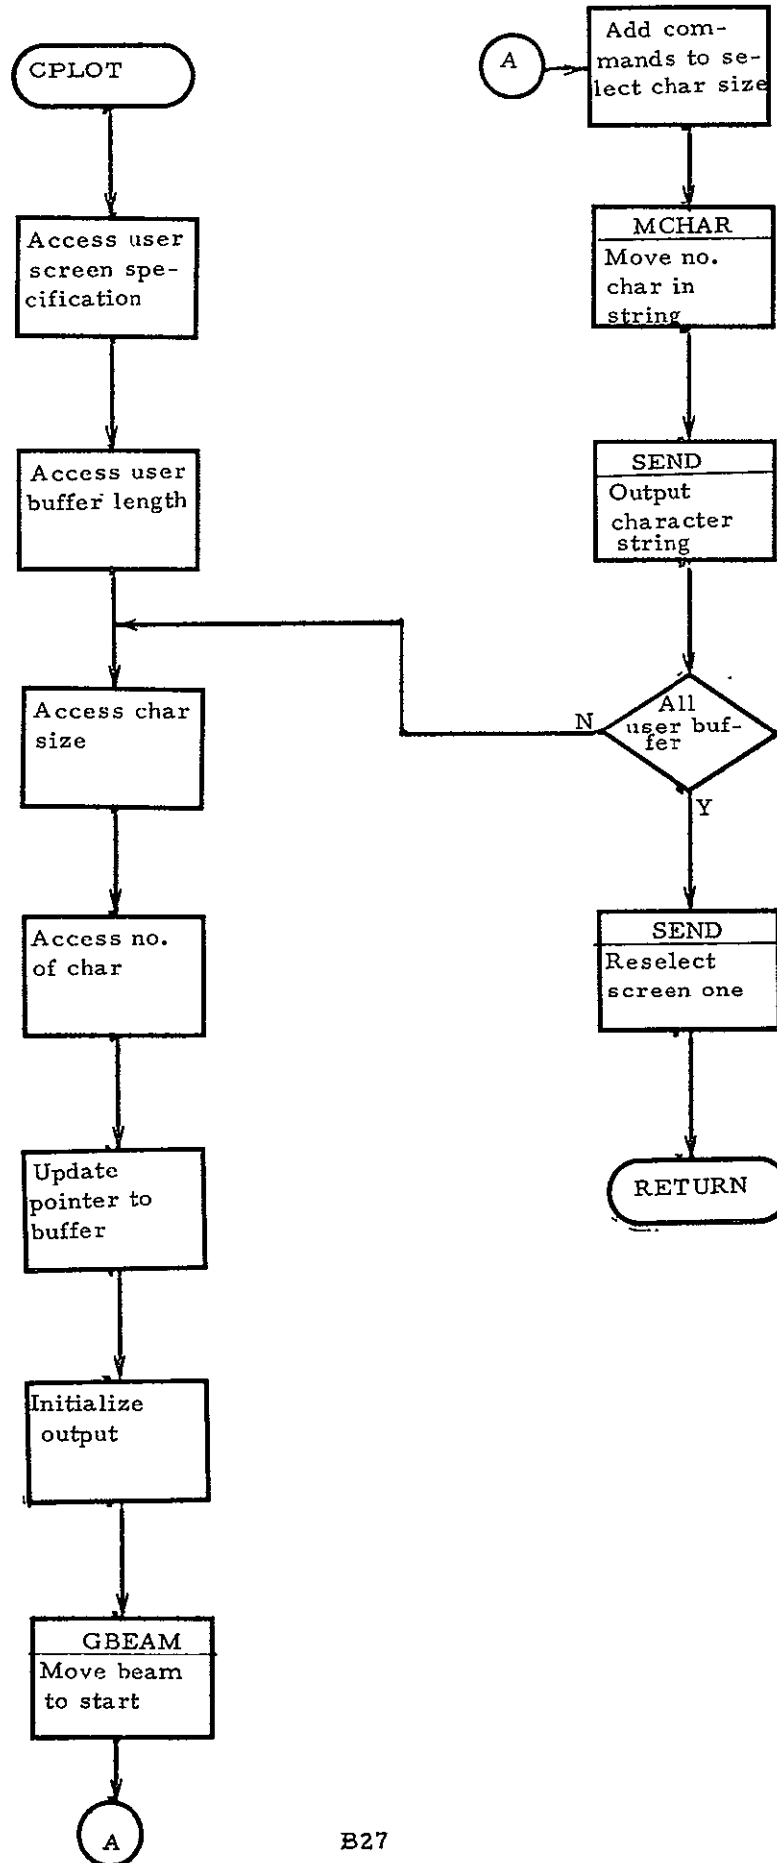 CPLOT
Access user
screen spe-
cification
Access user
buffer length
Access char
size
Access no.
of char
Update
pointer to
buffer
Initialize
output
GBEAM
Move beam
to start
A
A
Add com-
mands to se-
lect char size
MCHAR
Move no.
char in
string
SEND
Output
character
string
All
user buf-
fer
N
Y
SEND
Reselect
screen one
RETURN
B27